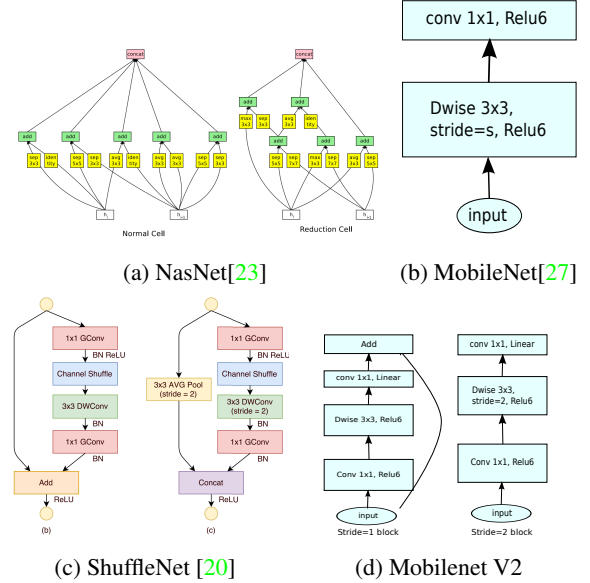 concat
add add add add add
sep iden sep sep avg iden avg avg sep sep
3x3 tity 5x5 3x3 3x3 tity 3x3 3x3 5x5 3x3
hi hi-1
Normal Cell
concat
add add
max sep avg iden
3x3 3x3 3x3 tity
add add add
sep sep max sep avg sep
5x5 7x7 3x3 7x7 3x3 5x5
hi hi-1
Reduction Cell
(a) NasNet[23]
conv 1x1, Relu6
Dwise 3x3,
stride=s, Relu6
input
(b) MobileNet[27]
1x1 GConv
BN ReLU
Channel Shuffle
3x3 DWConv
BN
1x1 GConv
BN
Add
ReLU
(b)
1x1 GConv
BN ReLU
Channel Shuffle
3x3 AVG Pool
(stride = 2)
3x3 DWConv
(stride = 2)
BN
1x1 GConv
BN
Concat
ReLU
(c)
(c) ShuffleNet [20]
Add
conv 1x1, Linear
Dwise 3x3, Relu6
Conv 1x1, Relu6
input
Stride=1 block
conv 1x1, Linear
Dwise 3x3,
stride=2, Relu6
Conv 1x1, Relu6
input
Stride=2 block
(d) Mobilenet V2